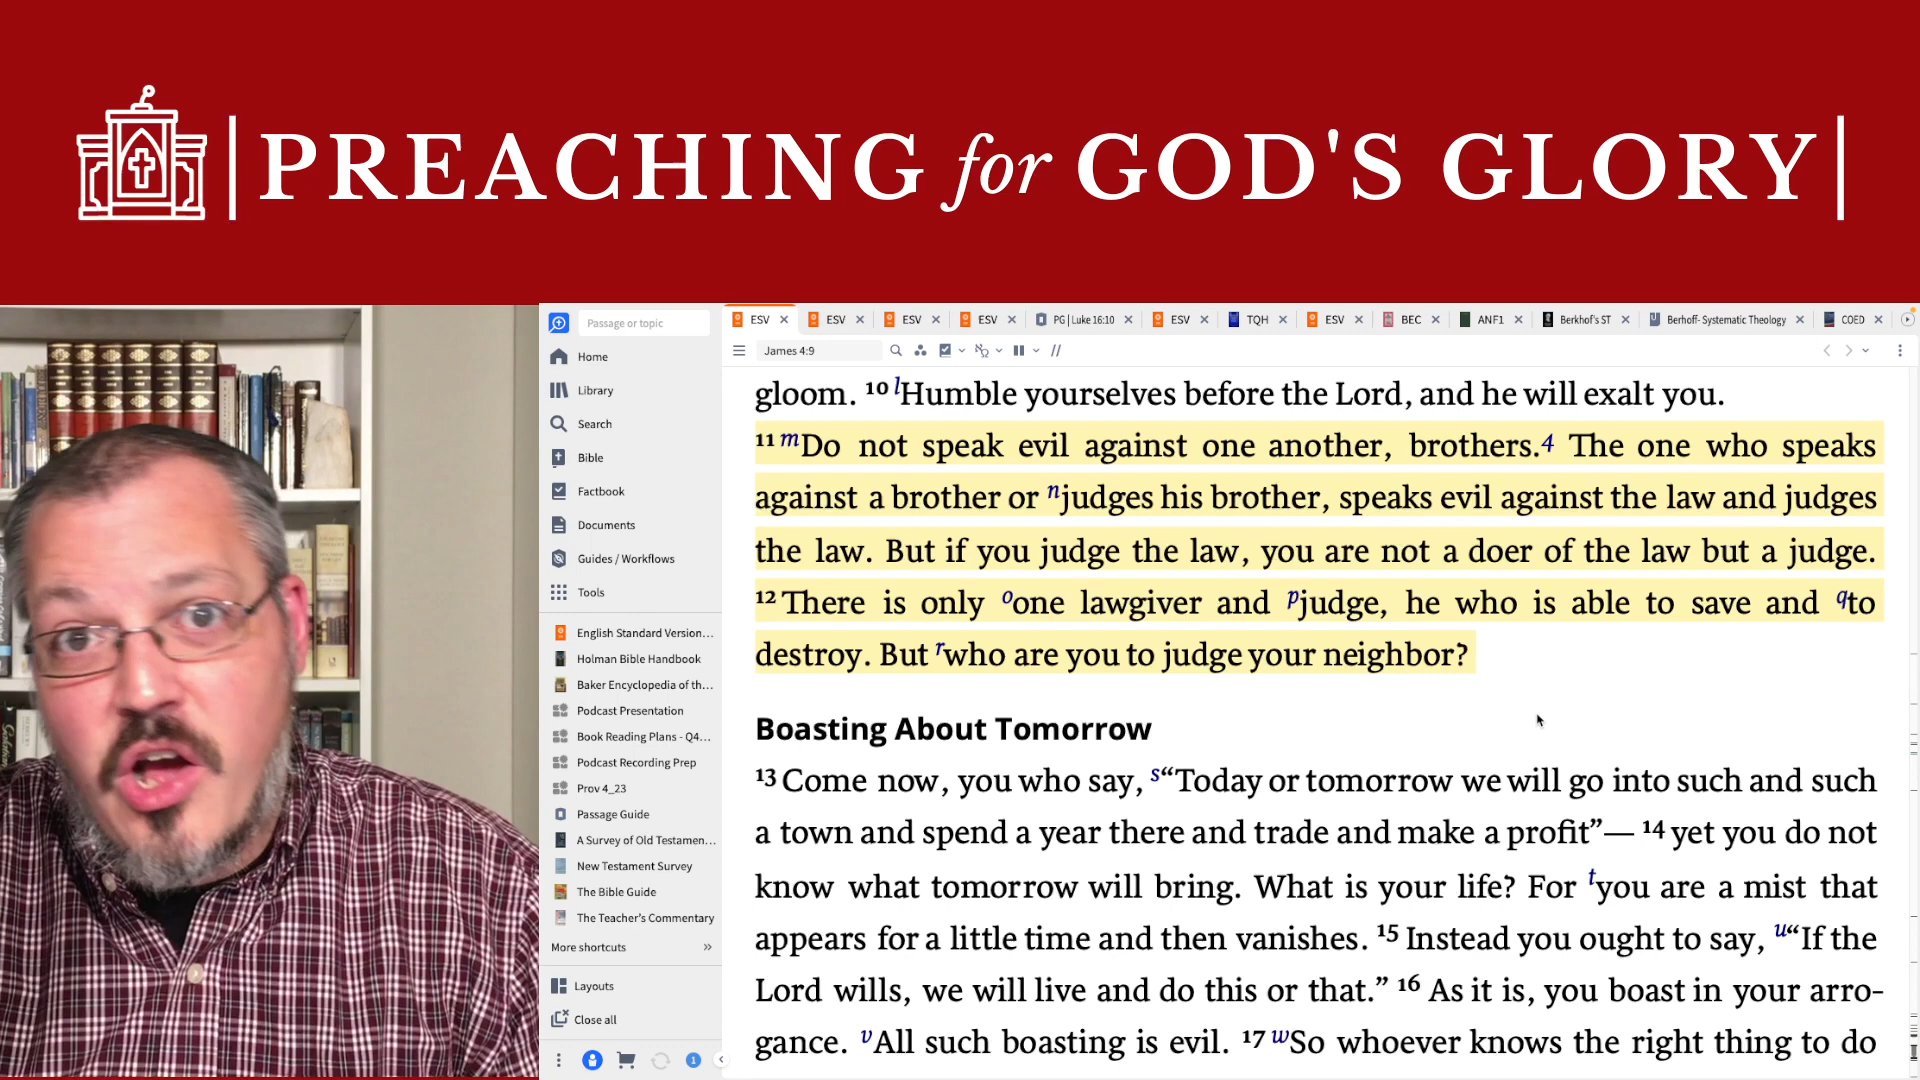 PREACHING for GOD'S GLORY
Passage or topic
Home
Library
Search
Bible
Factbook
Documents
Guides / Workflows
Tools
English Standard Version...
Holman Bible Handbook
Baker Encyclopedia of th...
Podcast Presentation
Book Reading Plans - Q4...
Podcast Recording Prep
Prov 4_23
Passage Guide
A Survey of Old Testamen...
New Testament Survey
The Bible Guide
The Teacher's Commentary
More shortcuts
Layouts
Close all
1
ESV ESV ESV ESV PG | Luke 16:10 ESV TQH ESV BEC ANF1 Berkhof's ST Berhoff- Systematic Theology COED
James 4:9
gloom. 10 lHumble yourselves before the Lord, and he will exalt you.
11 mDo not speak evil against one another, brothers.4 The one who speaks
against a brother or njudges his brother, speaks evil against the law and judges
the law. But if you judge the law, you are not a doer of the law but a judge.
12 There is only oone lawgiver and pjudge, he who is able to save and qto
destroy. But rwho are you to judge your neighbor?
Boasting About Tomorrow
13 Come now, you who say, s“Today or tomorrow we will go into such and such
a town and spend a year there and trade and make a profit”— 14 yet you do not
know what tomorrow will bring. What is your life? For tyou are a mist that
appears for a little time and then vanishes. 15 Instead you ought to say, u“If the
Lord wills, we will live and do this or that.” 16 As it is, you boast in your arro-
gance. vAll such boasting is evil. 17 wSo whoever knows the right thing to do